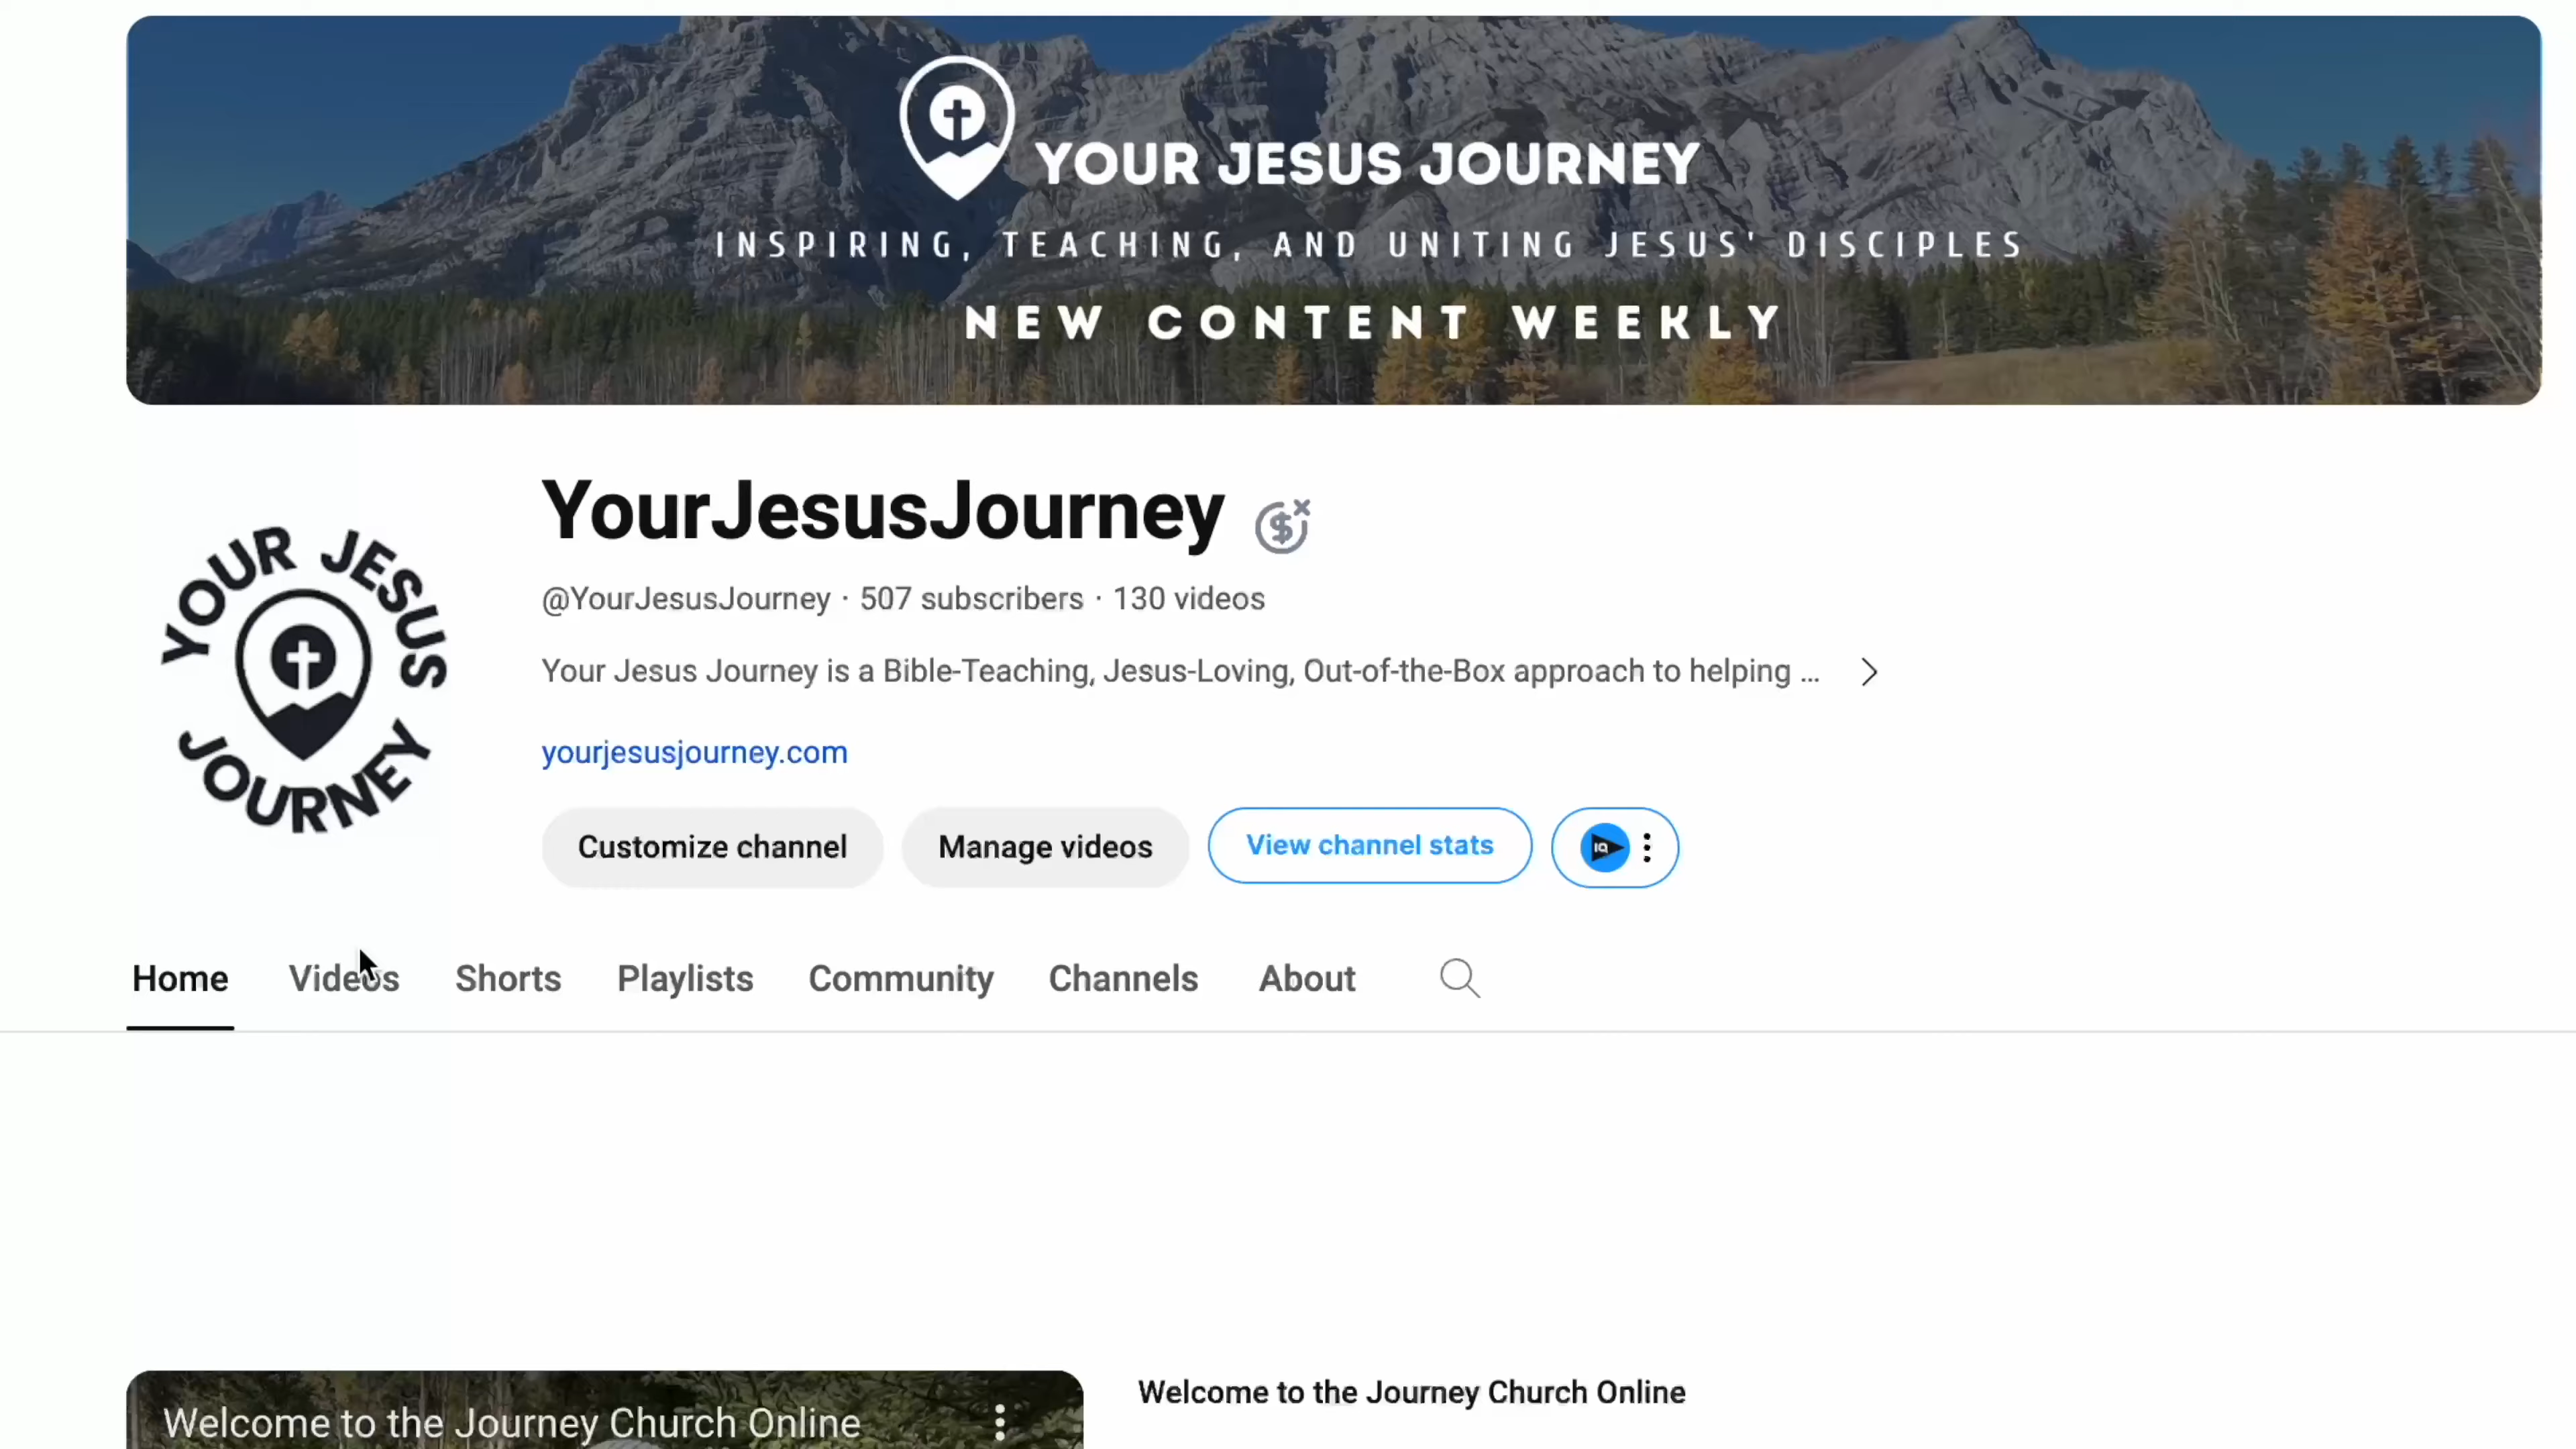 YOUR JESUS JOURNEY
INSPIRING, TEACHING, AND UNITING JESUS' DISCIPLES
NEW CONTENT WEEKLY
YOUR JESUS
JOURNEY
YourJesusJourney
@YourJesusJourney · 507 subscribers · 130 videos
Your Jesus Journey is a Bible-Teaching, Jesus-Loving, Out-of-the-Box approach to helping ...
yourjesusjourney.com
Customize channel Manage videos View channel stats IQ
Home Videos Shorts Playlists Community Channels About
Welcome to the Journey Church Online
Welcome to the Journey Church Online